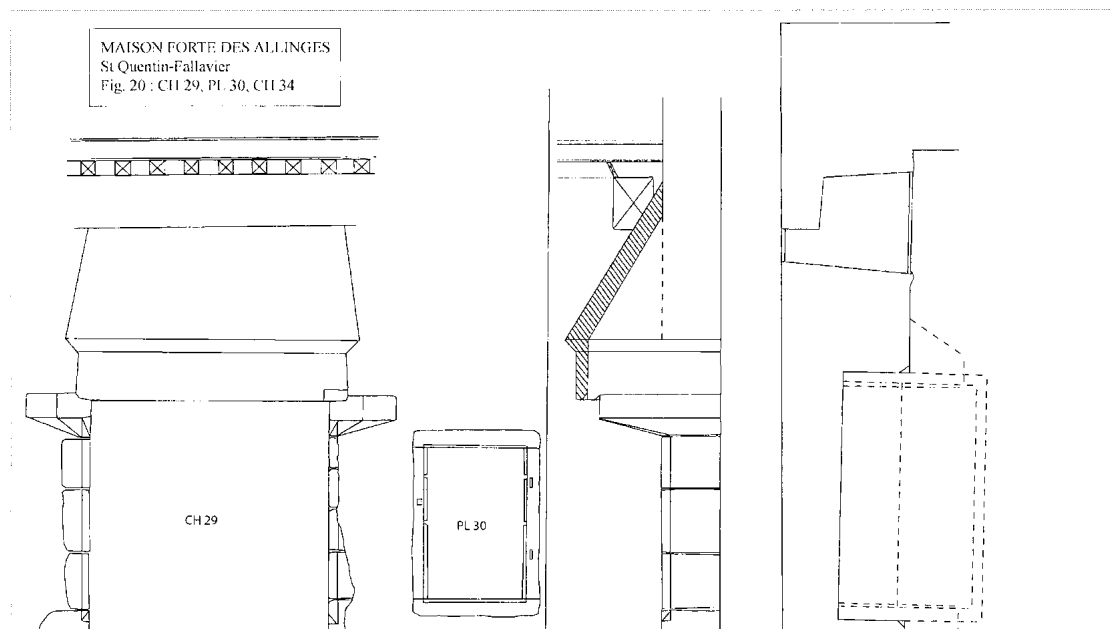 MAISON FORTE DES ALLINGES
St Quentin-Fallavier
Fig. 20 : CH 29, PL 30, CH 34
CH 29
PL 30